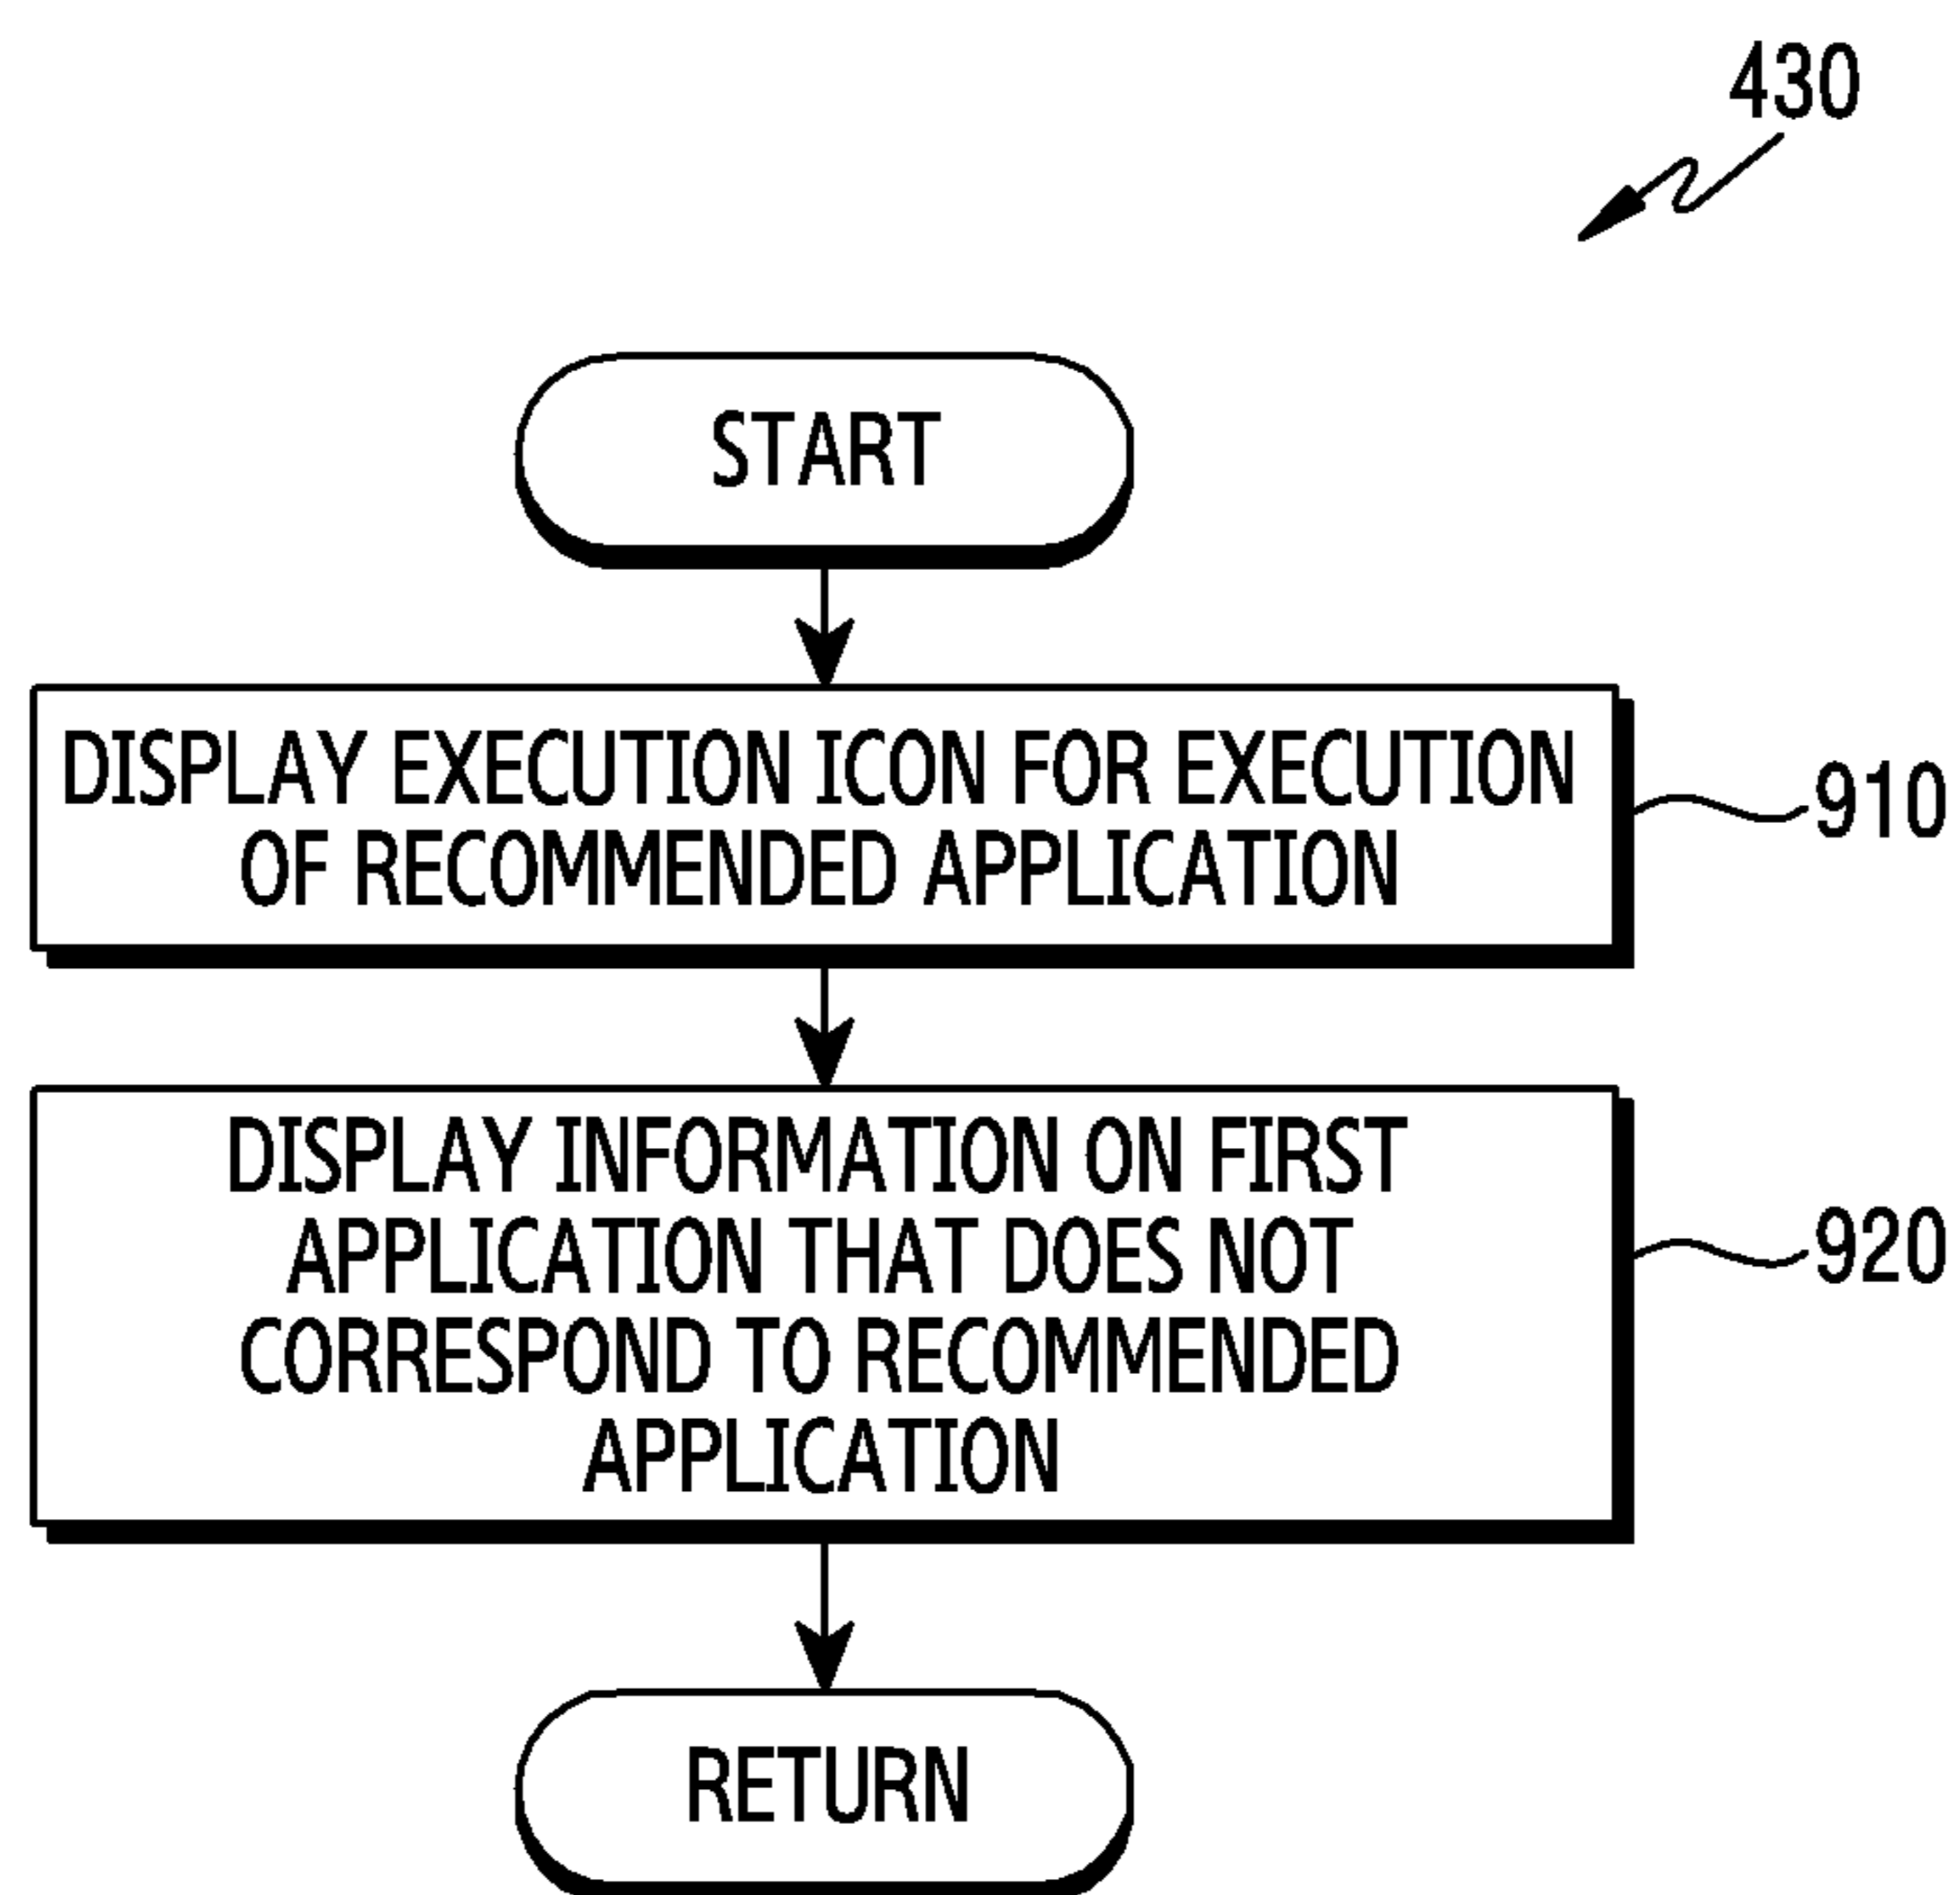 430
START
DISPLAY EXECUTION ICON FOR EXECUTION
OF RECOMMENDED APPLICATION
910
DISPLAY INFORMATION ON FIRST
APPLICATION THAT DOES NOT
CORRESPOND TO RECOMMENDED
APPLICATION
920
RETURN